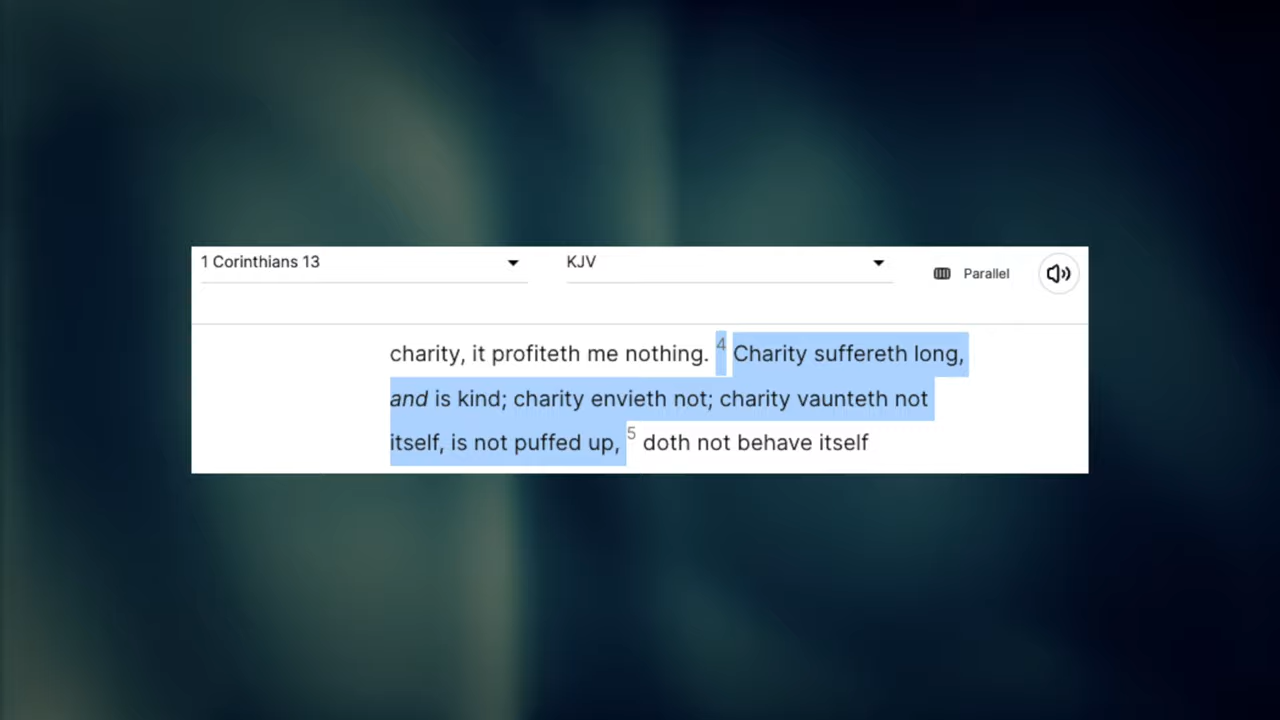 1 Corinthians 13
KJV
Parallel
charity, it profiteth me nothing. 4 Charity suffereth long,
and is kind; charity envieth not; charity vaunteth not
itself, is not puffed up, 5 doth not behave itself